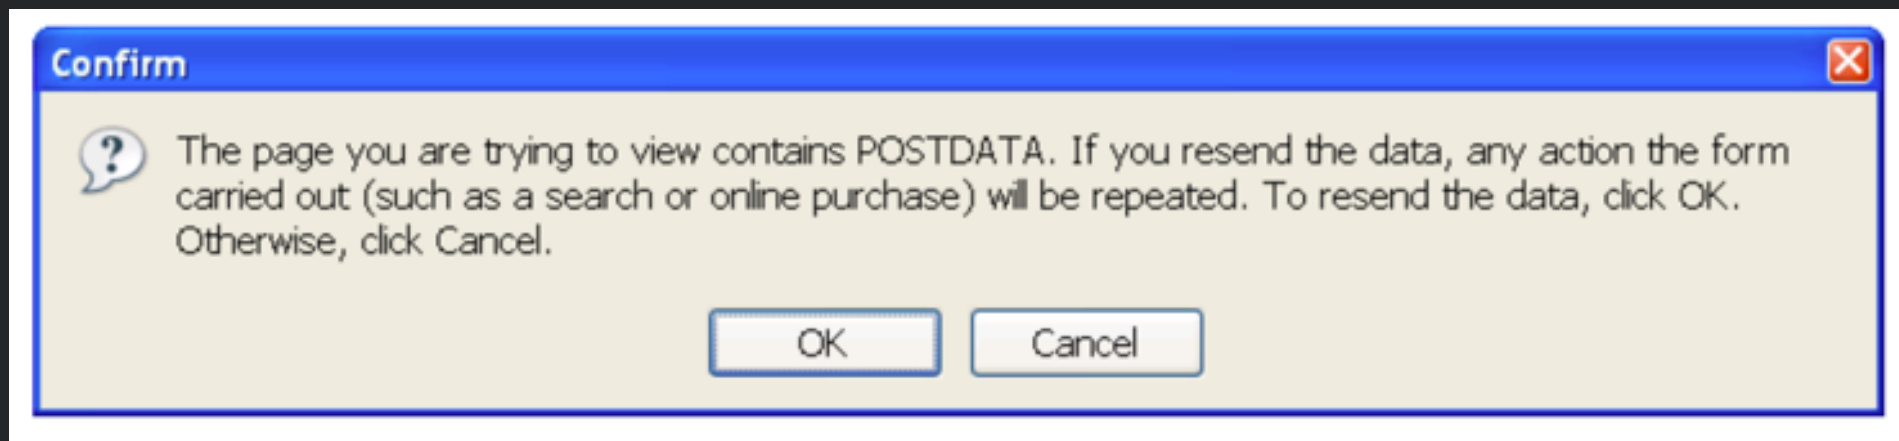 Confirm
The page you are trying to view contains POSTDATA. If you resend the data, any action the form
carried out (such as a search or online purchase) will be repeated. To resend the data, click OK.
Otherwise, click Cancel.
OK
Cancel